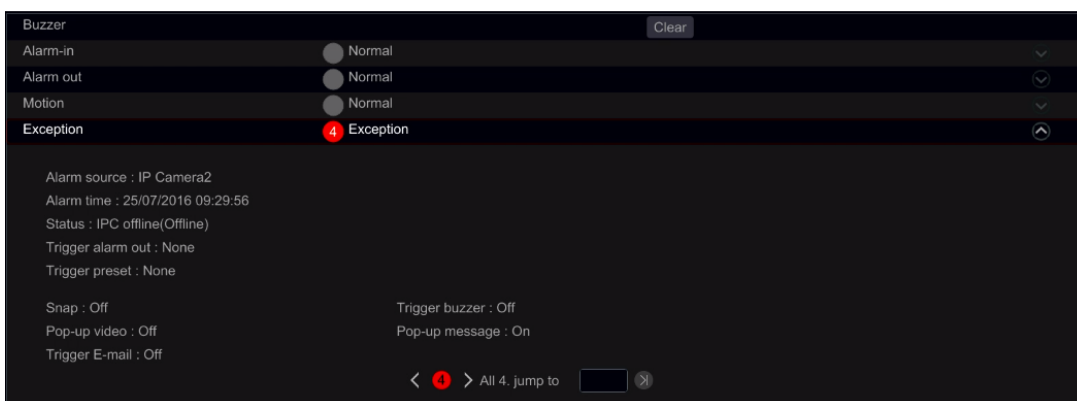 Buzzer Clear
Alarm-in Normal
Alarm out Normal
Motion Normal
Exception 4 Exception
Alarm source : IP Camera2
Alarm time : 25/07/2016 09:29:56
Status : IPC offline(Offline)
Trigger alarm out : None
Trigger preset : None
Snap : Off Trigger buzzer : Off
Pop-up video : Off Pop-up message : On
Trigger E-mail : Off
4 All 4. jump to